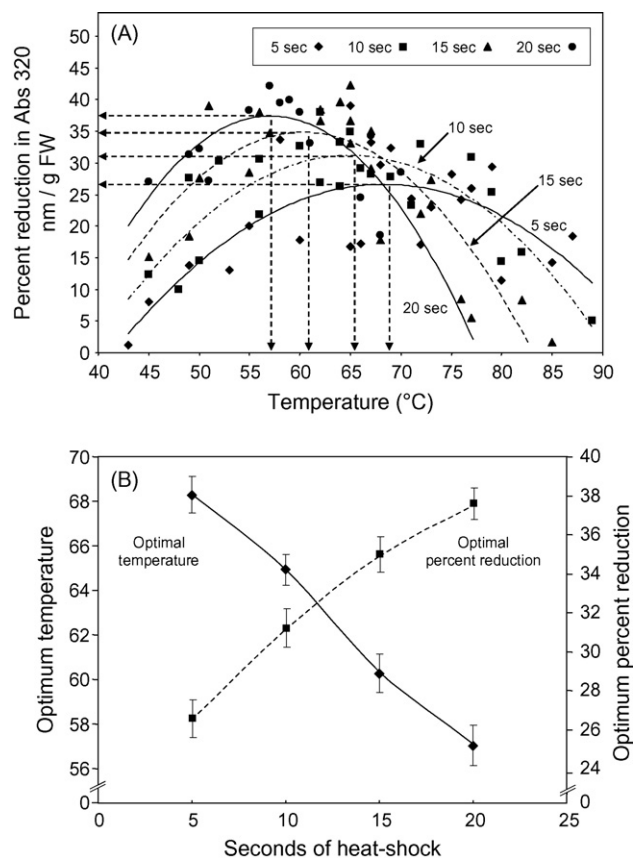 (A)
5 sec 10 sec 15 sec 20 sec
Percent reduction in Abs 320
nm / g FW
50
45
40
35
30
25
20
15
10
5
0
10 sec
15 sec
5 sec
20 sec
40 45 50 55 60 65 70 75 80 85 90
Temperature (°C)
(B)
Optimum temperature
70
68
66
64
62
60
58
56
0
Optimal
temperature
Optimal
percent reduction
40
38
36
34
32
30
28
26
24
0
Optimum percent reduction
0 5 10 15 20 25
Seconds of heat-shock